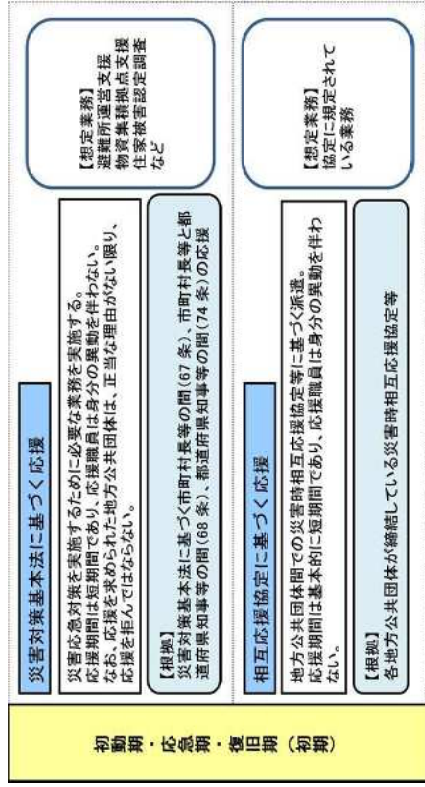 初動期・応急期・復旧期（初期）
災害対策基本法に基づく応援
災害応急対策を実施するために必要な業務を実施する。
応援期間は短期間であり、応援職員は身分の異動を伴わない。
なお、応援を求められた地方公共団体は、正当な理由がない限り、
応援を拒んではならない。
【根拠】
災害対策基本法に基づく市町村長等の間(67 条)、市町村長等と都
道府県知事等の間(68 条)、都道府県知事等の間(74 条)の応援
【想定業務】
避難所運営支援
物資集積拠点支援
住家被害認定調査
など
相互応援協定に基づく応援
地方公共団体間での災害時相互応援協定等に基づく派遣。
応援期間は基本的に短期間であり、応援職員は身分の異動を伴わ
ない。
【根拠】
各地方公共団体が締結している災害時相互応援協定等
【想定業務】
協定に規定されて
いる業務